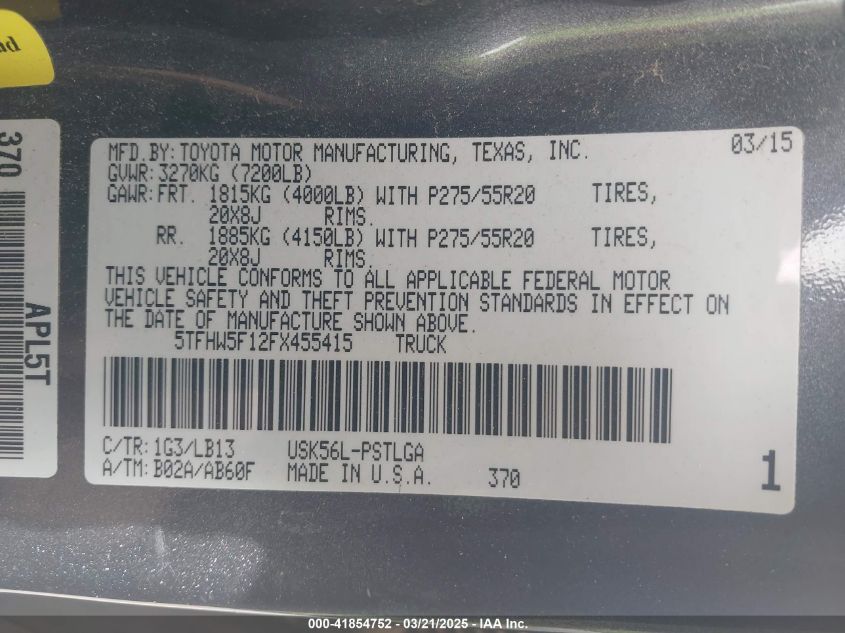 nd
370
APL5T
MFD.BY:TOYOTA MOTOR MANUFACTURING, TEXAS, INC. 03/15
GVWR:3270KG (7200LB)
GAWR:FRT. 1815KG (4000LB) WITH P275/55R20 TIRES,
20X8J RIMS.
RR. 1885KG (4150LB) WITH P275/55R20 TIRES,
20X8J RIMS.
THIS VEHICLE CONFORMS TO ALL APPLICABLE FEDERAL MOTOR
VEHICLE SAFETY AND THEFT PREVENTION STANDARDS IN EFFECT ON
THE DATE OF MANUFACTURE SHOWN ABOVE.
5TFHW5F12FX455415 TRUCK
C/TR:1G3/LB13 USK56L-PSTLGA
A/TM:B02A/AB60F MADE IN U.S.A. 370 1
000-41854752 - 03/21/2025 - IAA Inc.